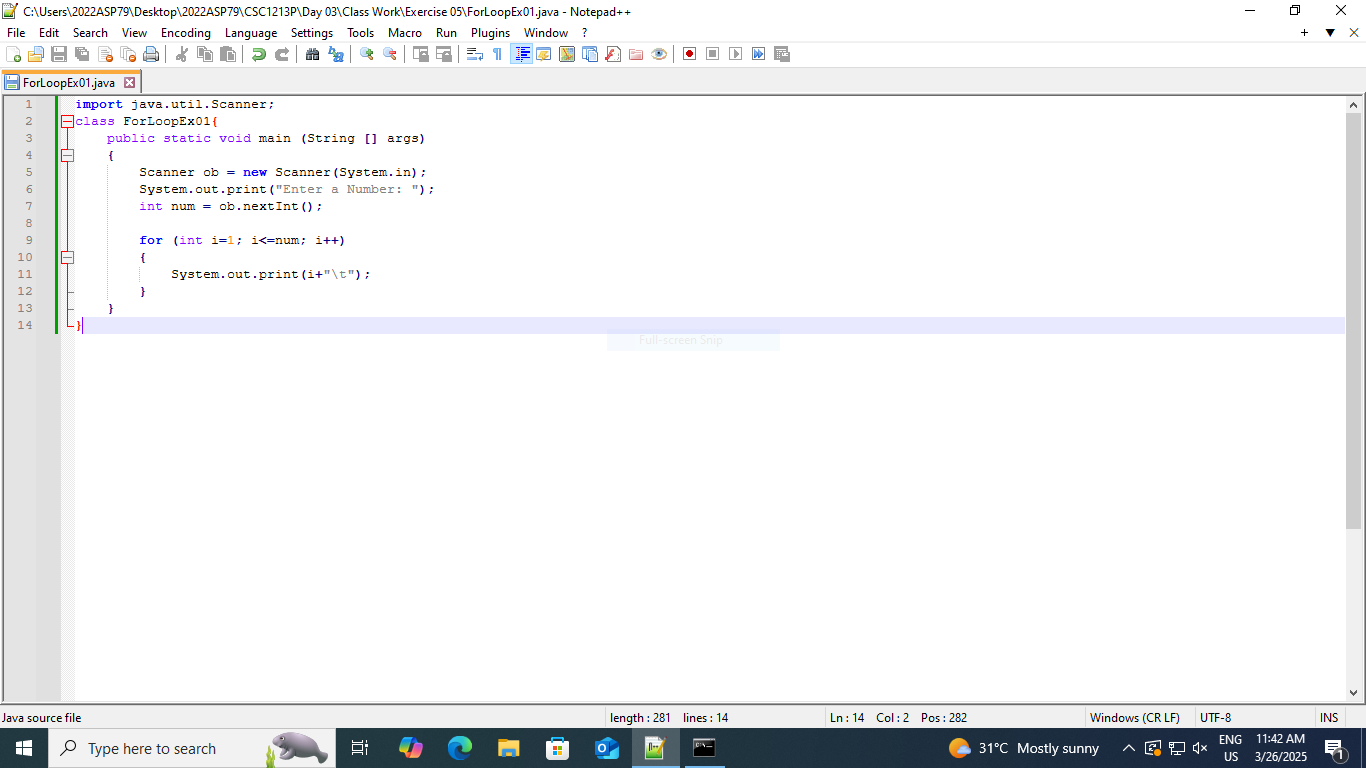 C:\Users\2022ASP79\Desktop\2022ASP79\CSC1213P\Day 03\Class Work\Exercise 05\ForLoopEx01.java - Notepad++
File Edit Search View Encoding Language Settings Tools Macro Run Plugins Window ?
ForLoopEx01.java
1 import java.util.Scanner;
2 class ForLoopEx01{
3 public static void main (String [] args)
4 {
5 Scanner ob = new Scanner(System.in);
6 System.out.print("Enter a Number: ");
7 int num = ob.nextInt();
8
9 for (int i=1; i<=num; i++)
10 {
11 System.out.print(i+"\t");
12 }
13 }
14 }
Full-screen Snip
Java source file length : 281 lines : 14 Ln : 14 Col : 2 Pos : 282 Windows (CR LF) UTF-8 INS
Type here to search 31°C Mostly sunny ENG US 11:42 AM 3/26/2025 1